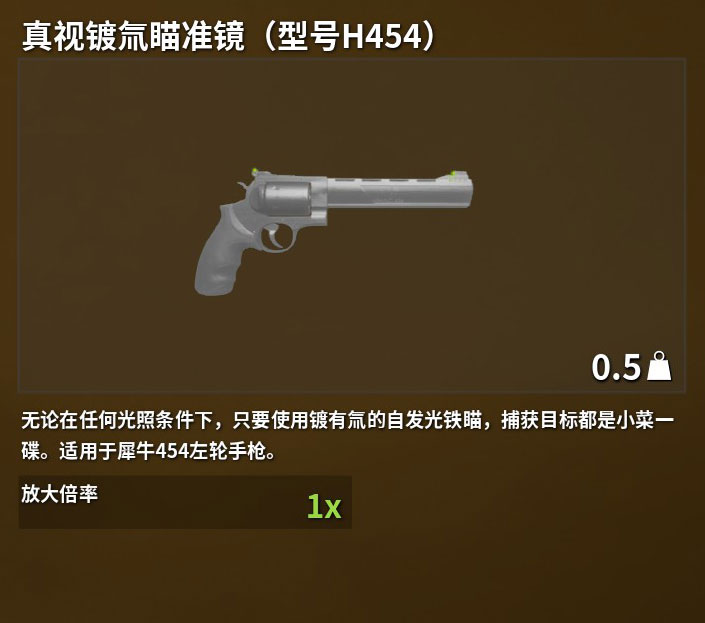 真视镀氚瞄准镜（型号H454）
0.5
无论在任何光照条件下，只要使用镀有氚的自发光铁瞄，捕获目标都是小菜一
碟。适用于犀牛454左轮手枪。
放大倍率
1x